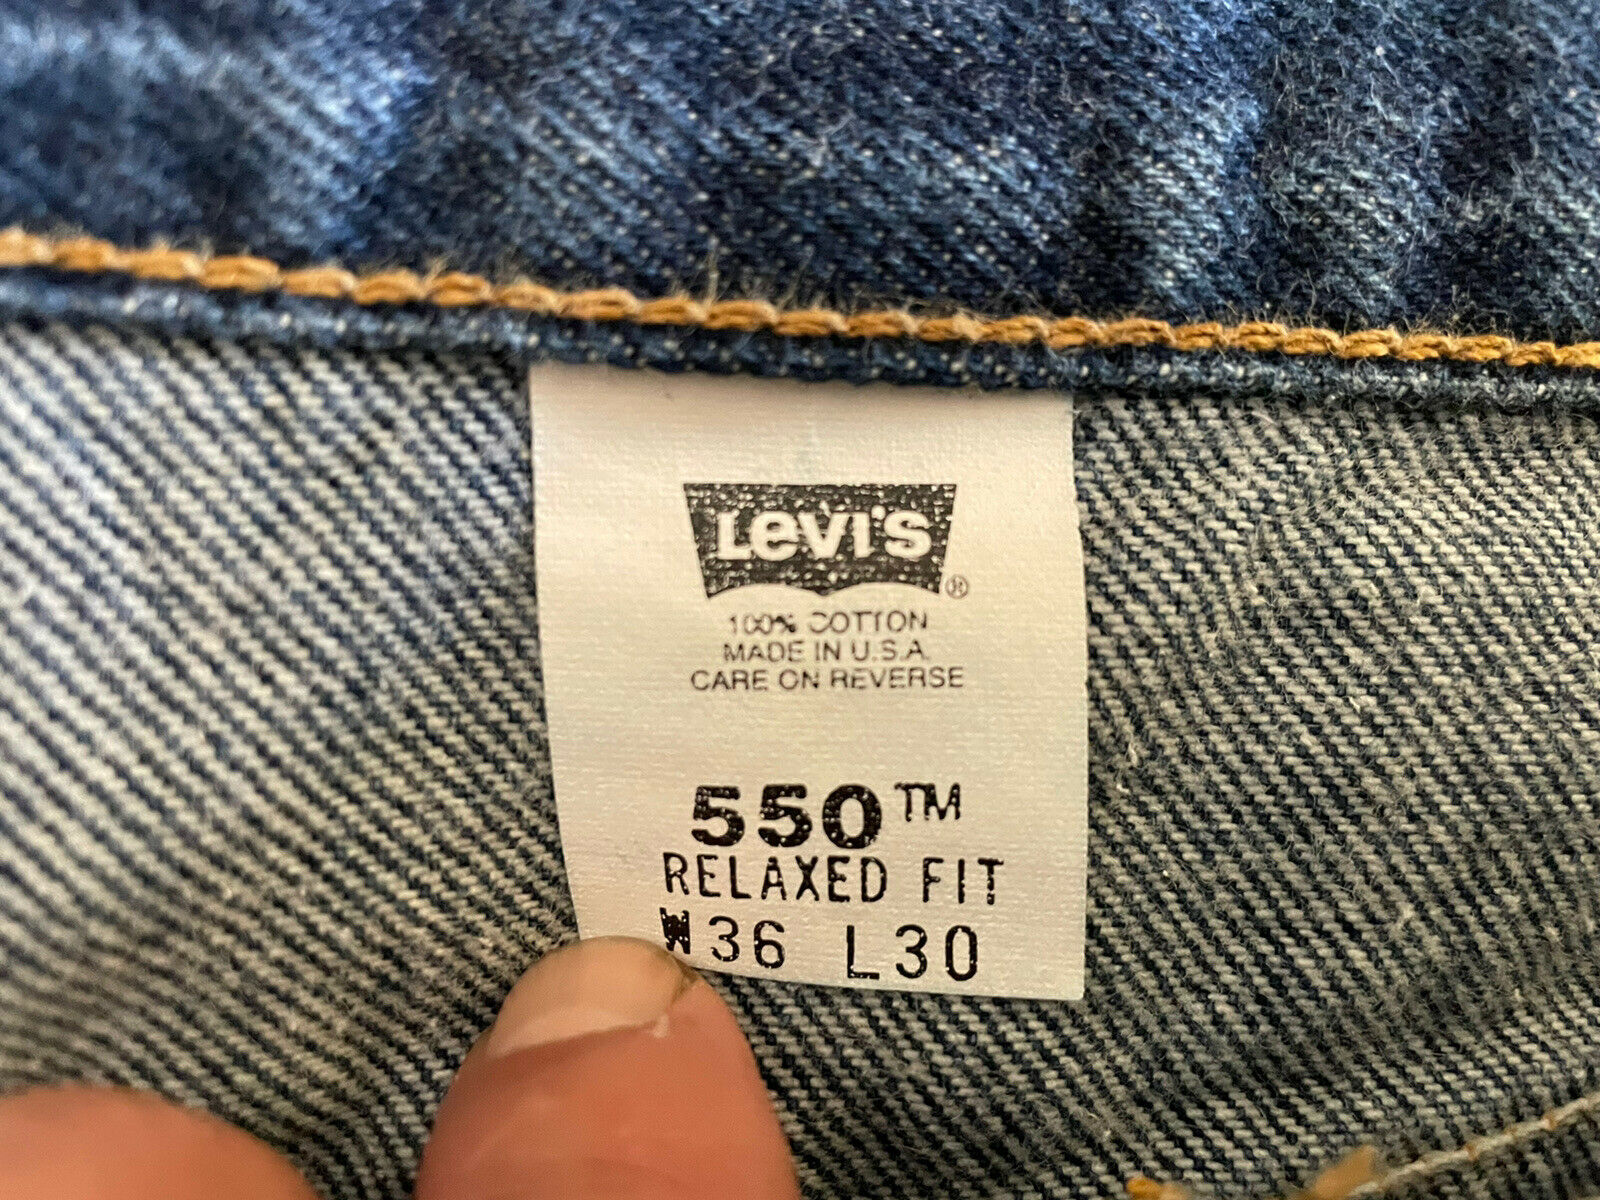 LEVI'S®
100% COTTON
MADE IN U.S.A.
CARE ON REVERSE
550™
RELAXED FIT
W36 L30